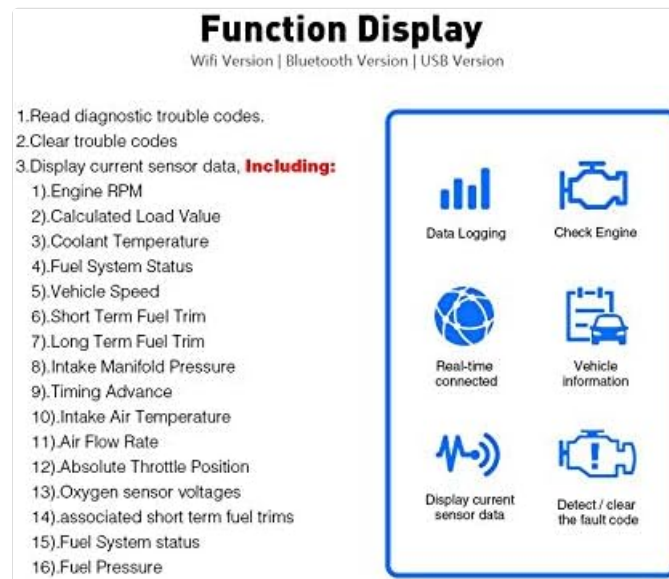 Function Display
Wifi Version | Bluetooth Version | USB Version
1.Read diagnostic trouble codes.
2.Clear trouble codes
3.Display current sensor data, Including:
1).Engine RPM
2).Calculated Load Value
3).Coolant Temperature
4).Fuel System Status
5).Vehicle Speed
6).Short Term Fuel Trim
7).Long Term Fuel Trim
8).Intake Manifold Pressure
9).Timing Advance
10).Intake Air Temperature
11).Air Flow Rate
12).Absolute Throttle Position
13).Oxygen sensor voltages
14).associated short term fuel trims
15).Fuel System status
16).Fuel Pressure
Data Logging
Check Engine
Real-time
connected
Vehicle
information
Display current
sensor data
Detect / clear
the fault code